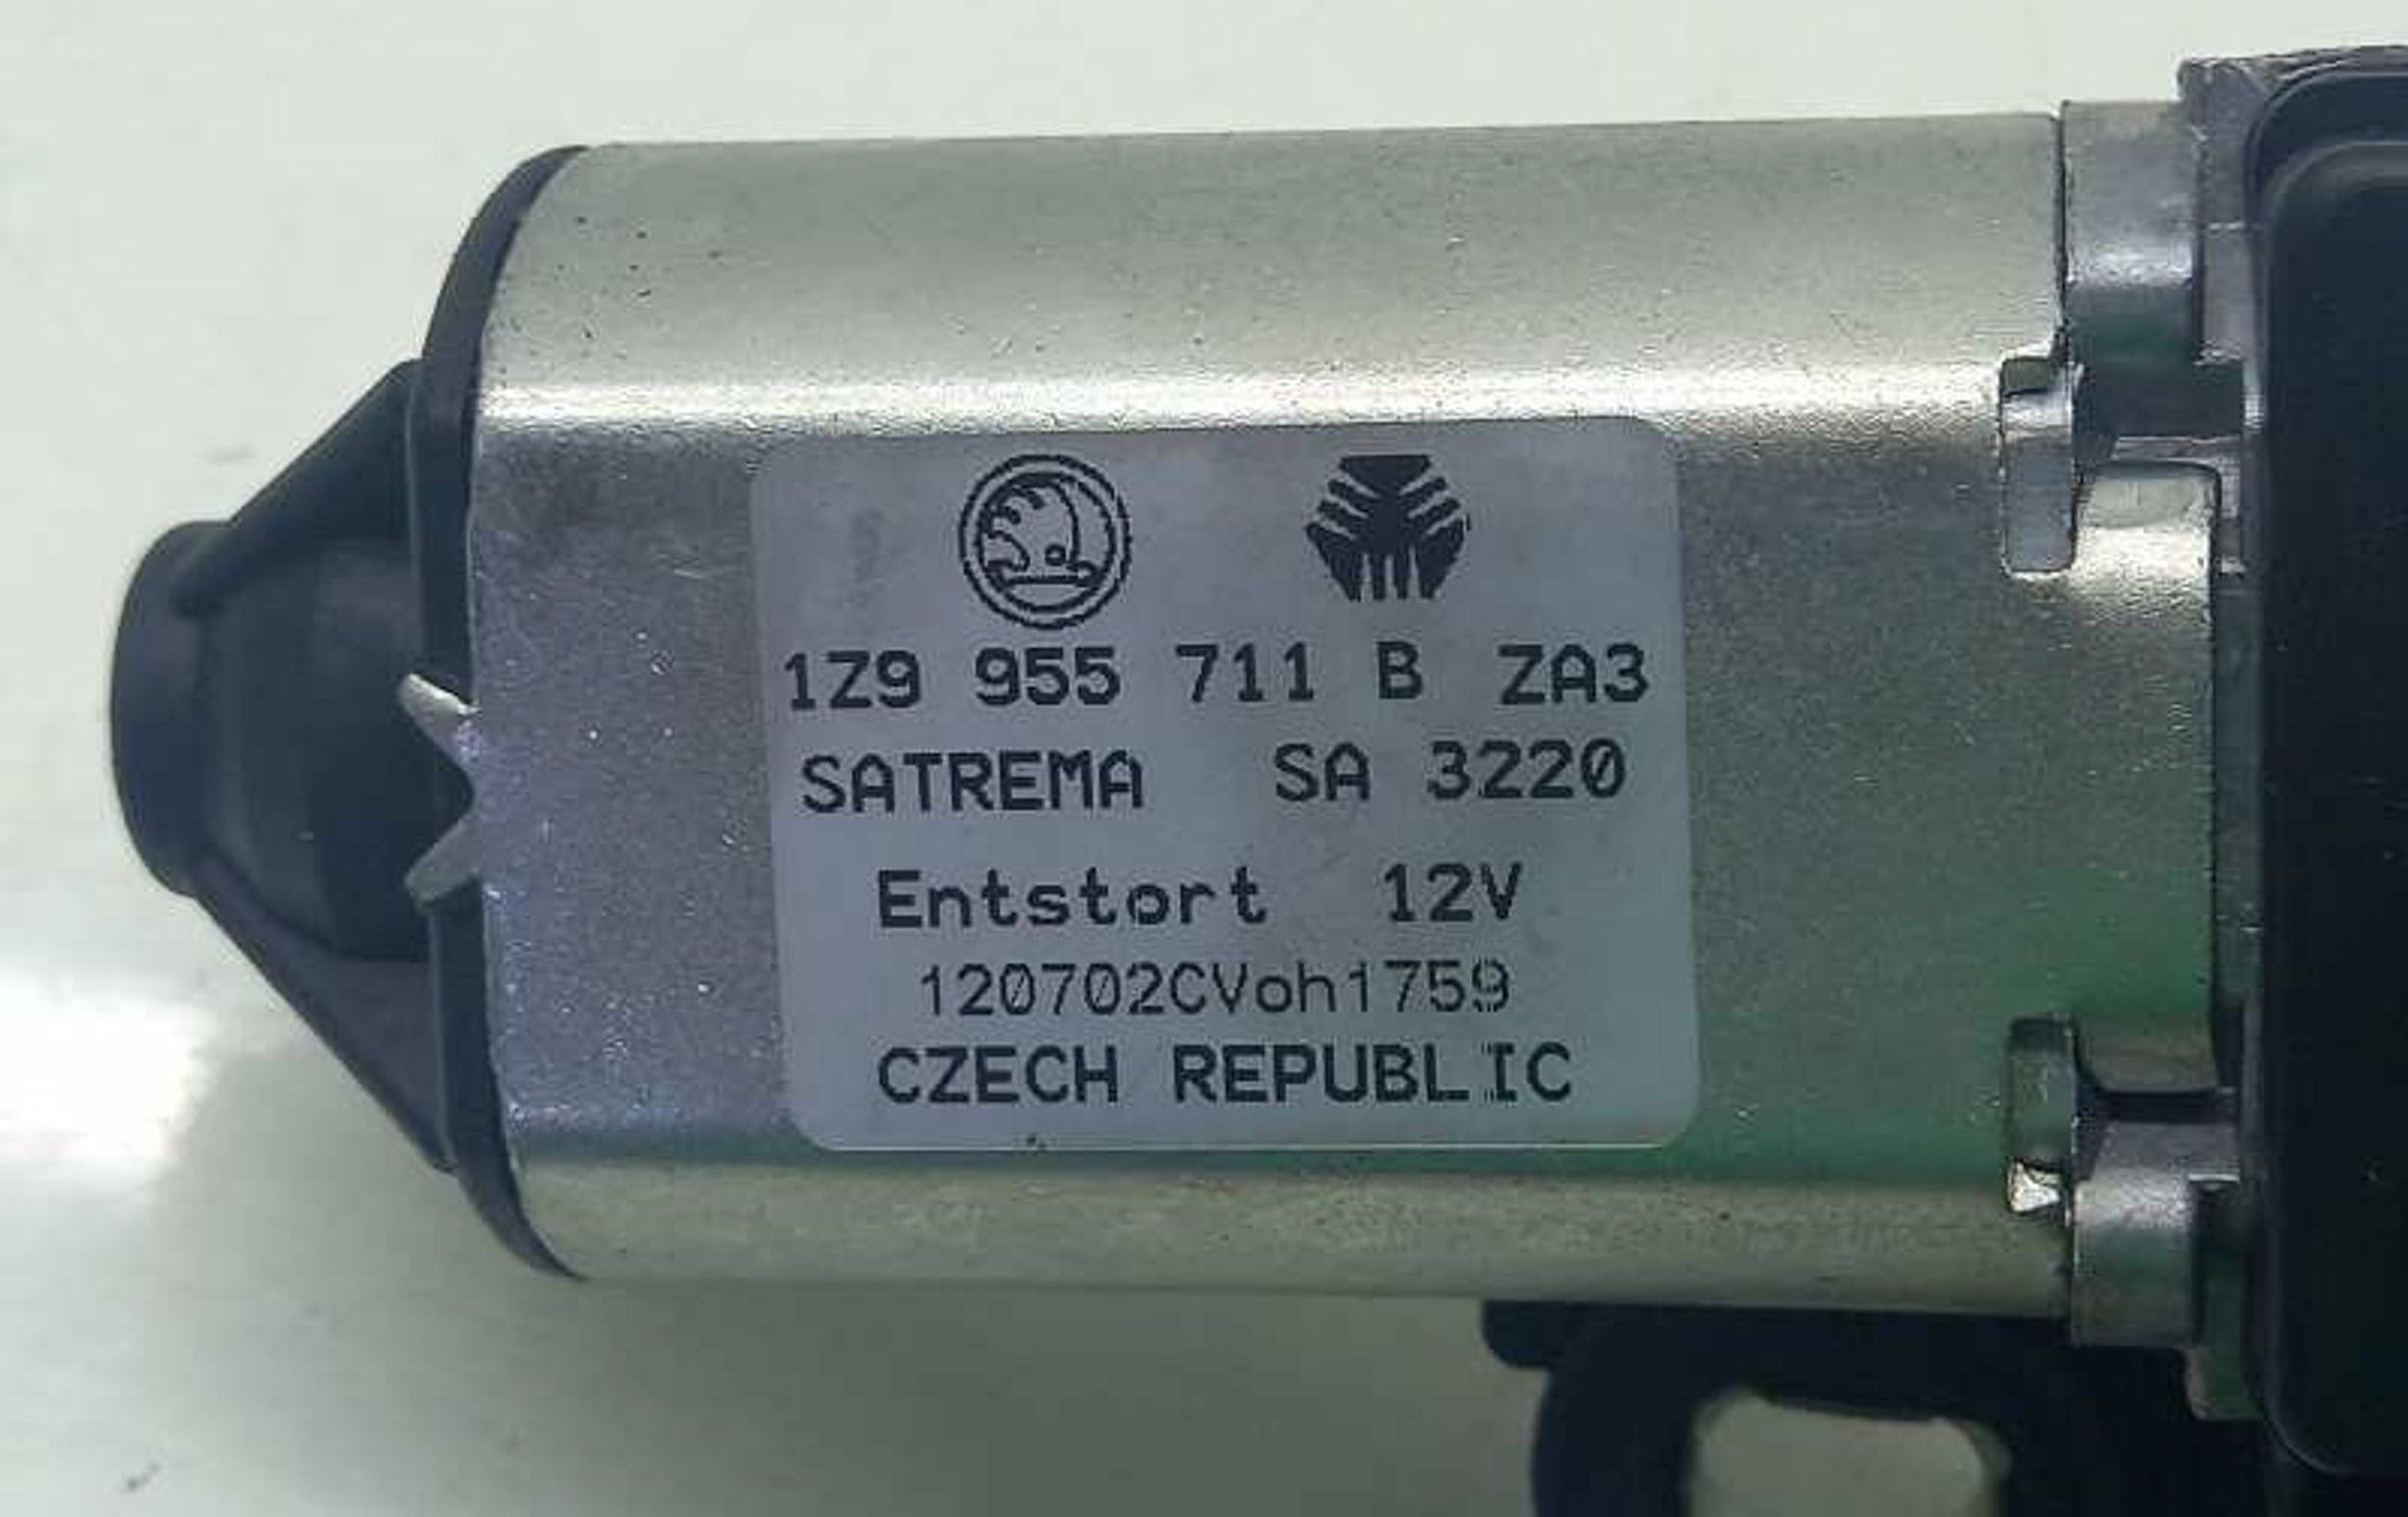 1Z9 955 711 B ZA3
SATREMA SA 3220
Entstort 12V
120702CVoh1759
CZECH REPUBLIC